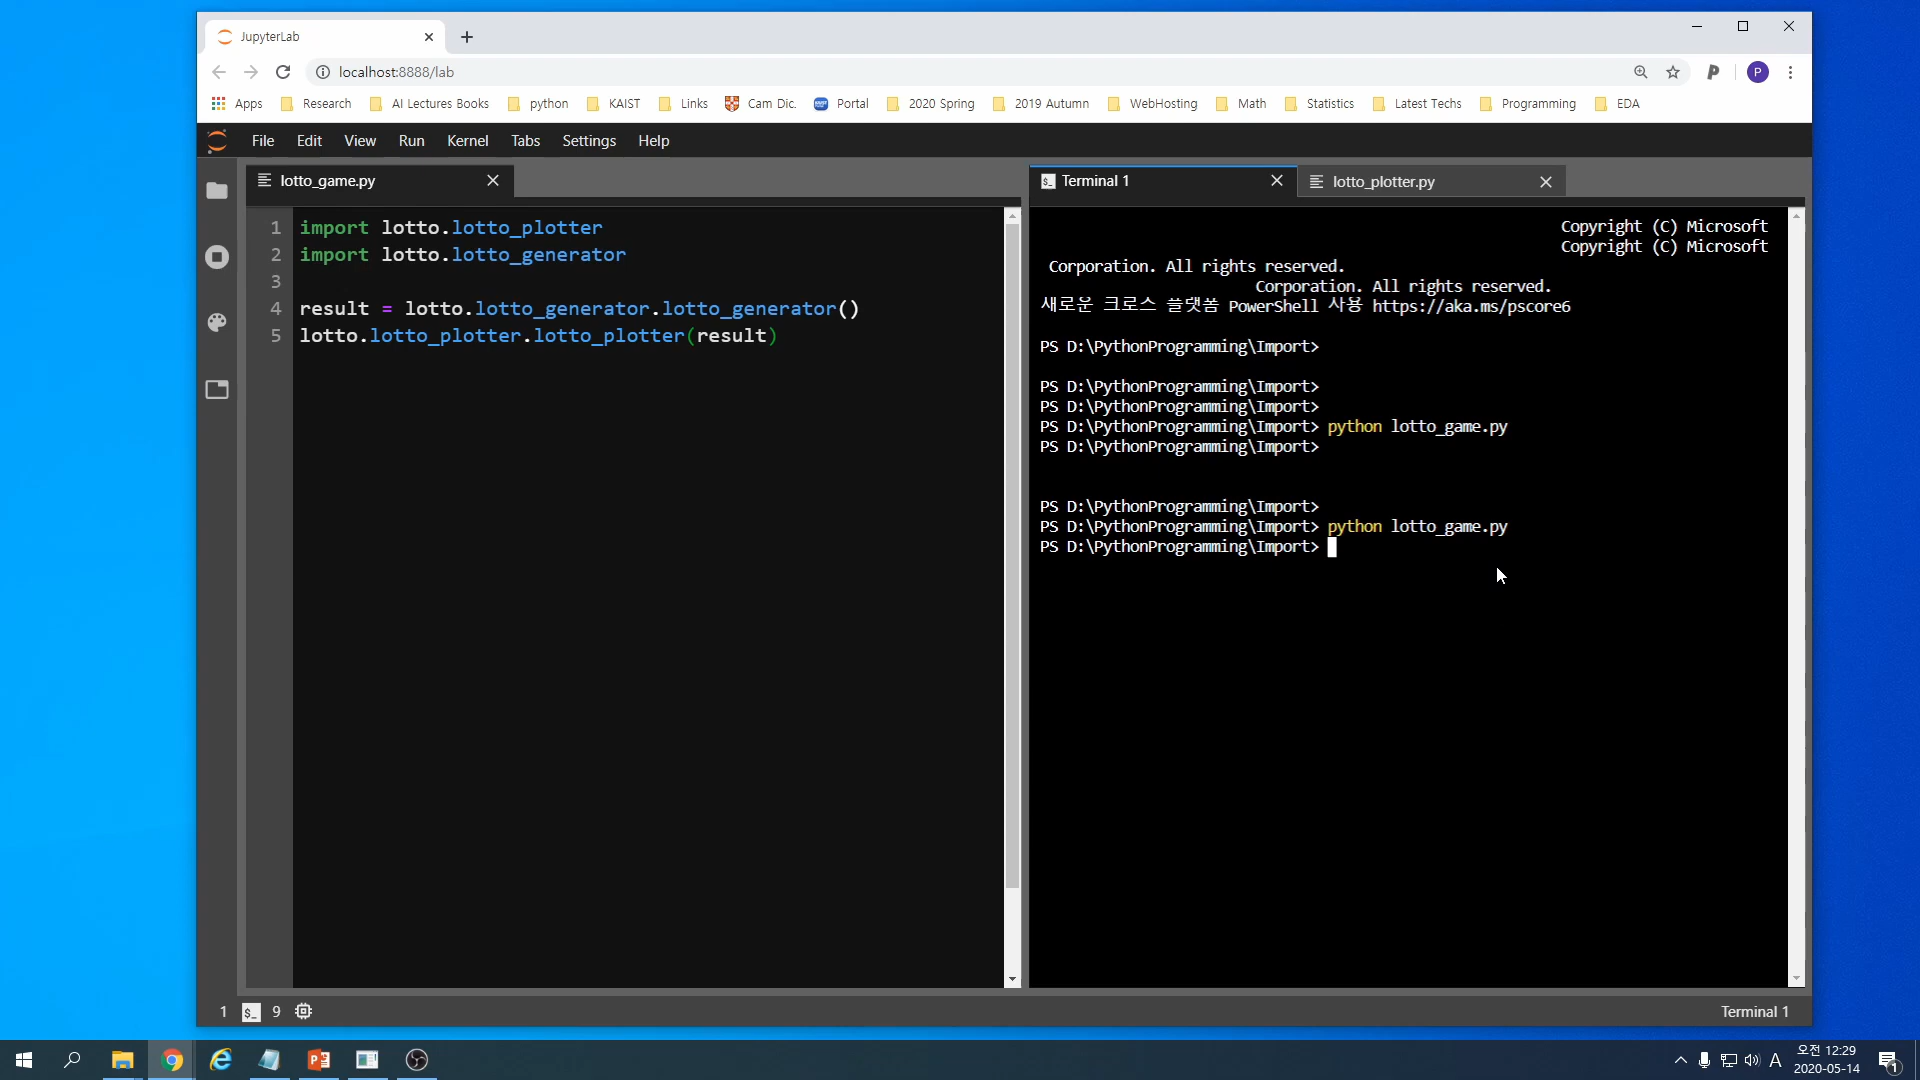 JupyterLab
localhost:8888/lab
P
P
Apps Research AI Lectures Books python KAIST Links Cam Dic. Portal 2020 Spring 2019 Autumn WebHosting Math Statistics Latest Techs Programming EDA
File Edit View Run Kernel Tabs Settings Help
lotto_game.py
1 import lotto.lotto_plotter
2 import lotto.lotto_generator
3
4 result = lotto.lotto_generator.lotto_generator()
5 lotto.lotto_plotter.lotto_plotter(result)
$_ Terminal 1
lotto_plotter.py
Copyright (C) Microsoft
Copyright (C) Microsoft
Corporation. All rights reserved.
Corporation. All rights reserved.
새로운 크로스 플랫폼 PowerShell 사용 https://aka.ms/pscore6
PS D:\PythonProgramming\Import>
PS D:\PythonProgramming\Import>
PS D:\PythonProgramming\Import>
PS D:\PythonProgramming\Import> python lotto_game.py
PS D:\PythonProgramming\Import>
PS D:\PythonProgramming\Import>
PS D:\PythonProgramming\Import> python lotto_game.py
PS D:\PythonProgramming\Import>
1 $_ 9
Terminal 1
A
오전 12:29
2020-05-14
1